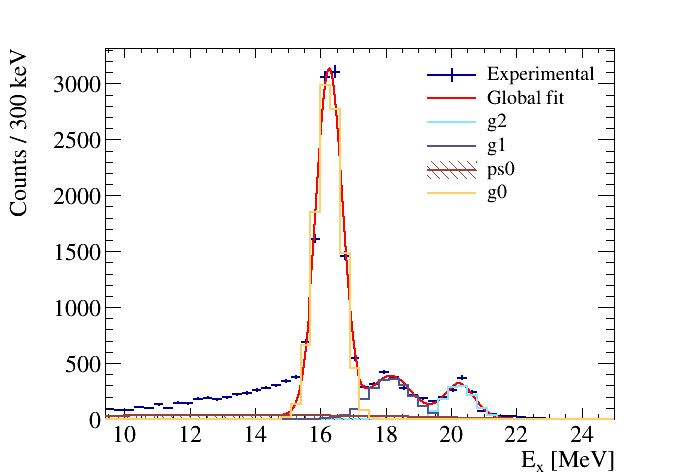 Counts / 300 keV
3000
2500
2000
1500
1000
500
0
10 12 14 16 18 20 22 24
E_x [MeV]
Experimental
Global fit
g2
g1
ps0
g0